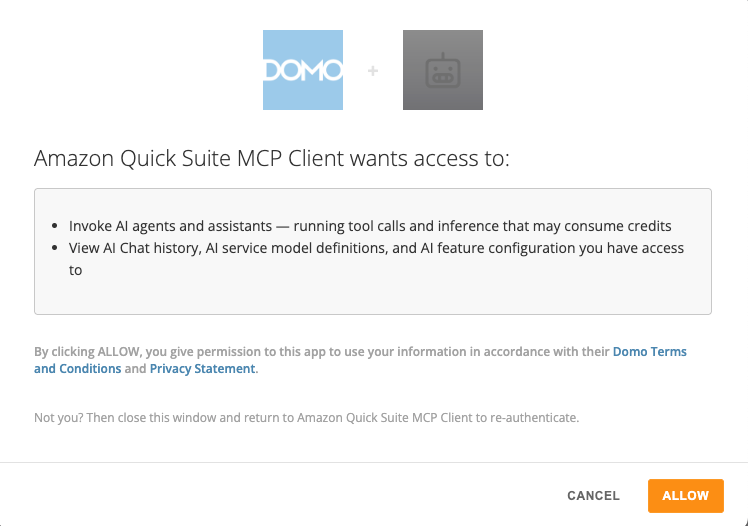 DOMO
Amazon Quick Suite MCP Client wants access to:
• Invoke AI agents and assistants — running tool calls and inference that may consume credits
• View AI Chat history, AI service model definitions, and AI feature configuration you have access
to
By clicking ALLOW, you give permission to this app to use your information in accordance with their Domo Terms
and Conditions and Privacy Statement.
Not you? Then close this window and return to Amazon Quick Suite MCP Client to re-authenticate.
CANCEL ALLOW